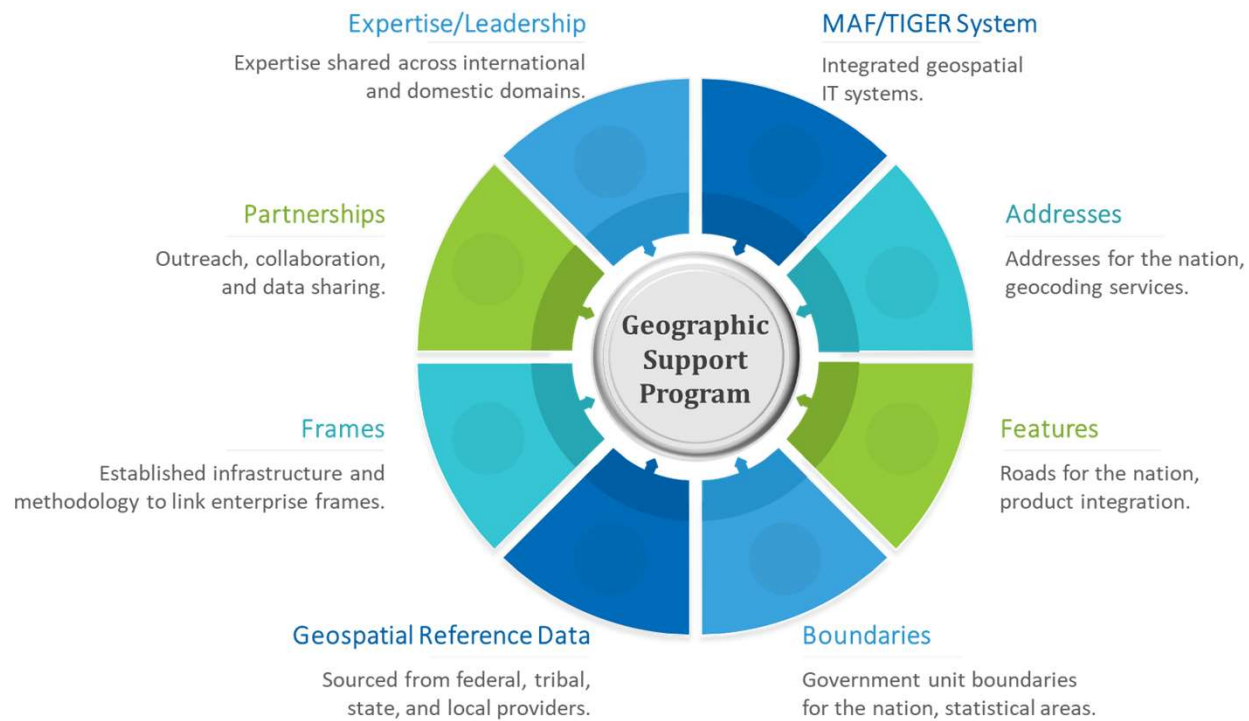 Expertise/Leadership
Expertise shared across international
and domestic domains.
MAF/TIGER System
Integrated geospatial
IT systems.
Partnerships
Outreach, collaboration,
and data sharing.
Addresses
Addresses for the nation,
geocoding services.
Geographic
Support
Program
Frames
Established infrastructure and
methodology to link enterprise frames.
Features
Roads for the nation,
product integration.
Geospatial Reference Data
Sourced from federal, tribal,
state, and local providers.
Boundaries
Government unit boundaries
for the nation, statistical areas.